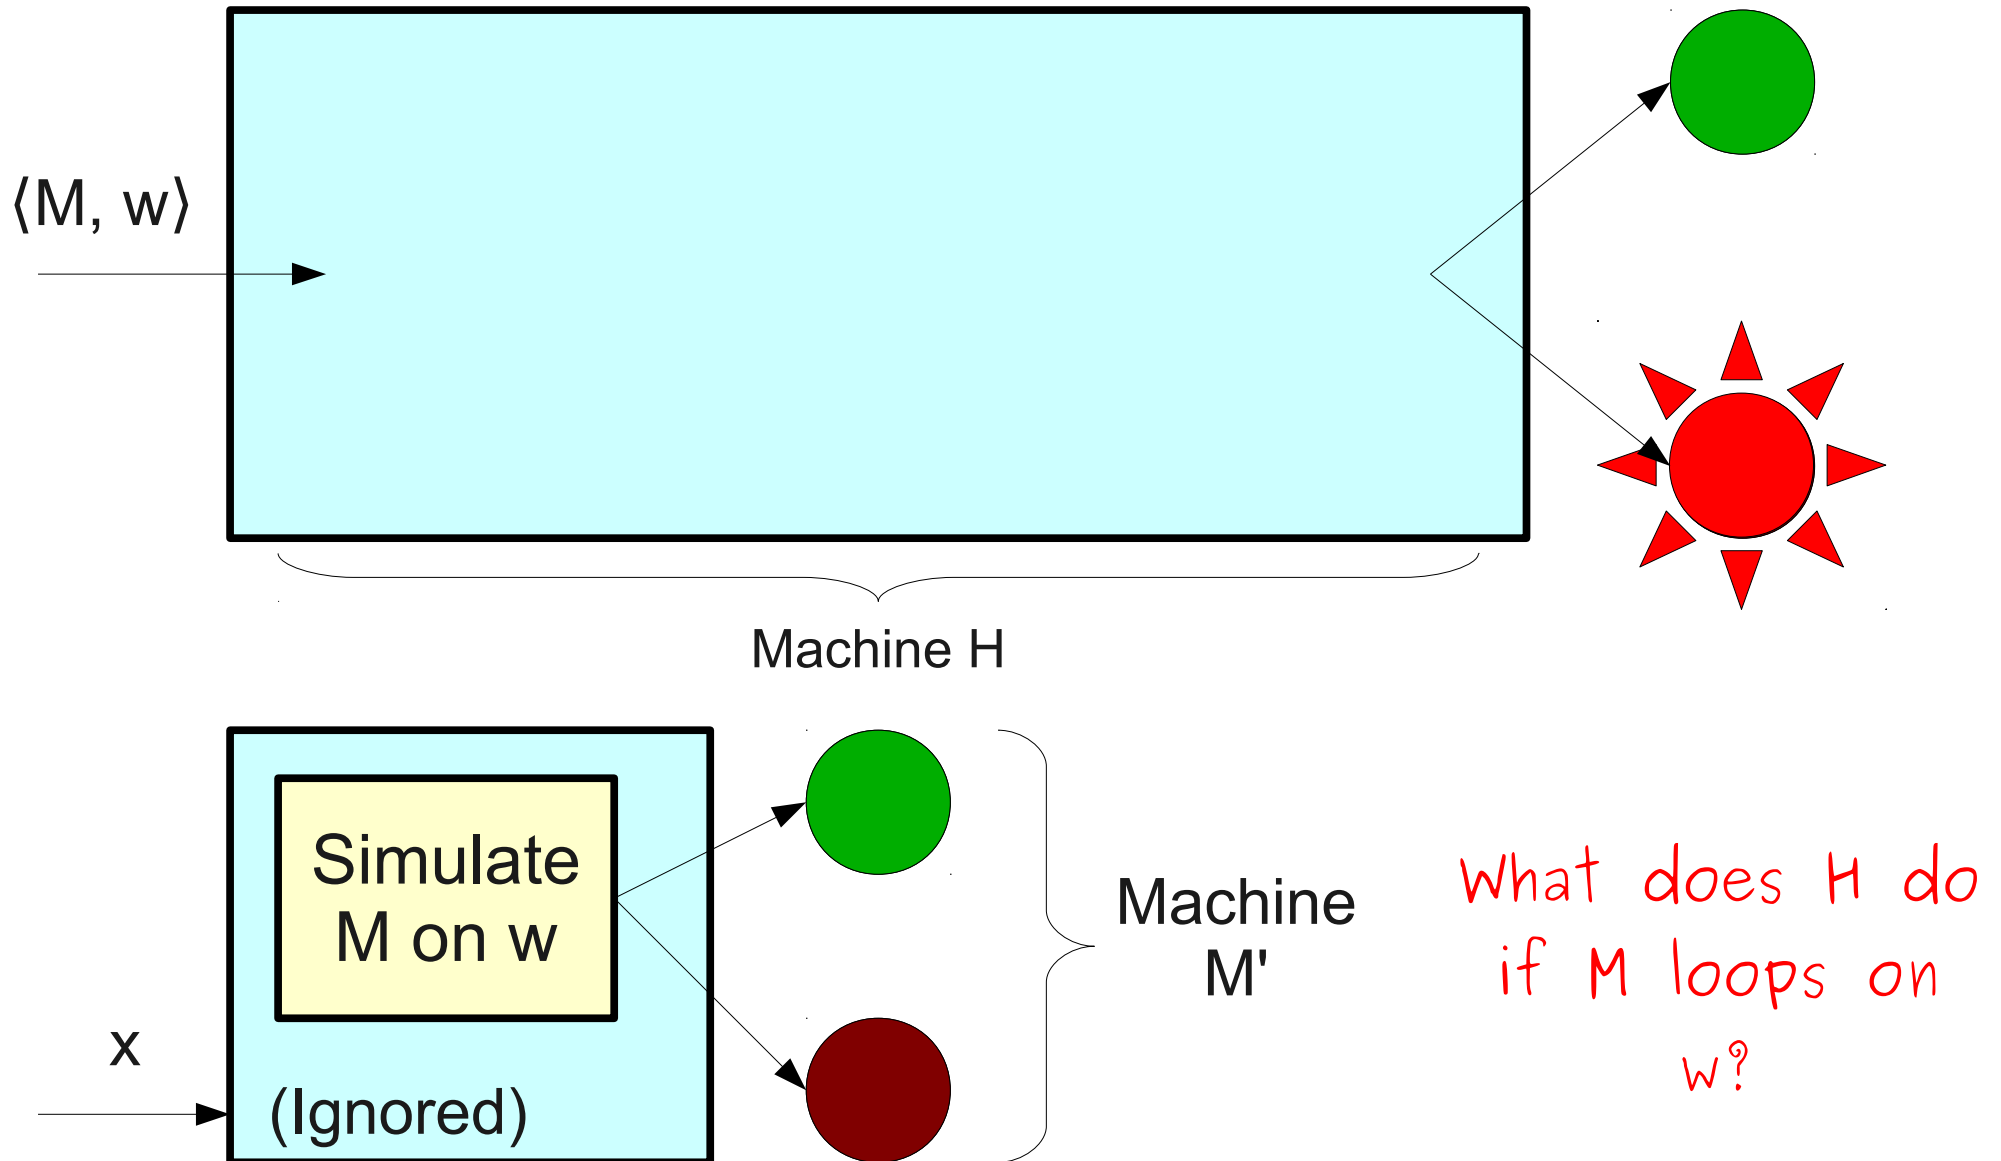 ⟨M, w⟩
Machine H
Simulate
M on w
x
(Ignored)
Machine
M'
What does H do
if M loops on
w?